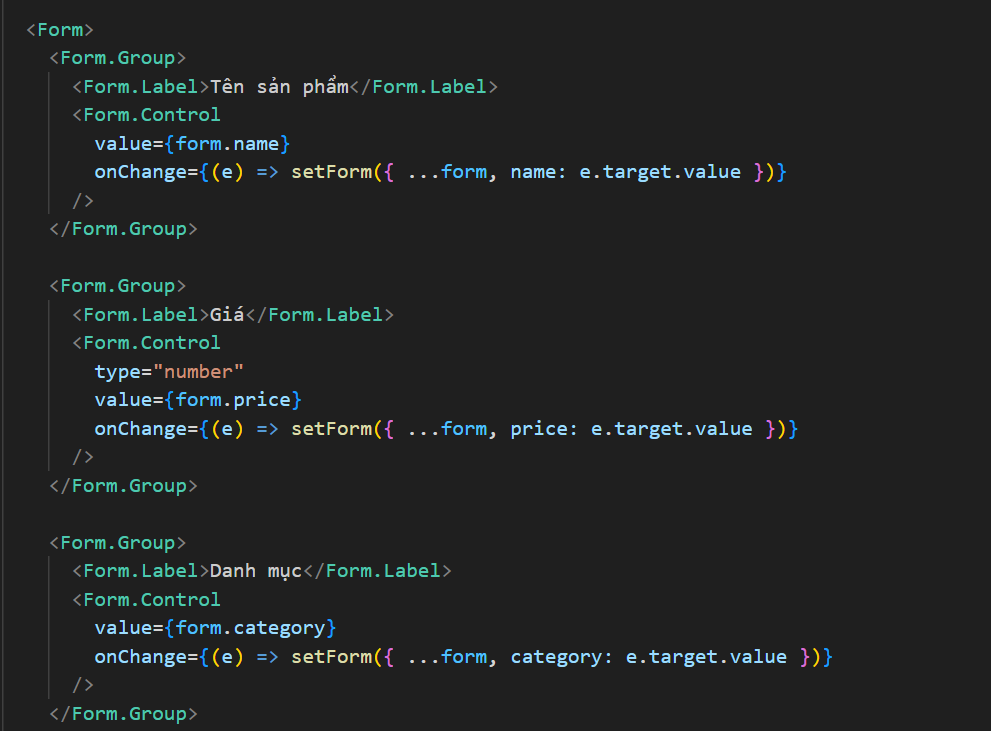 <Form>
<Form.Group>
<Form.Label>Tên sản phẩm</Form.Label>
<Form.Control
value={form.name}
onChange={(e) => setForm({ ...form, name: e.target.value })}
/>
</Form.Group>
<Form.Group>
<Form.Label>Giá</Form.Label>
<Form.Control
type="number"
value={form.price}
onChange={(e) => setForm({ ...form, price: e.target.value })}
/>
</Form.Group>
<Form.Group>
<Form.Label>Danh mục</Form.Label>
<Form.Control
value={form.category}
onChange={(e) => setForm({ ...form, category: e.target.value })}
/>
</Form.Group>